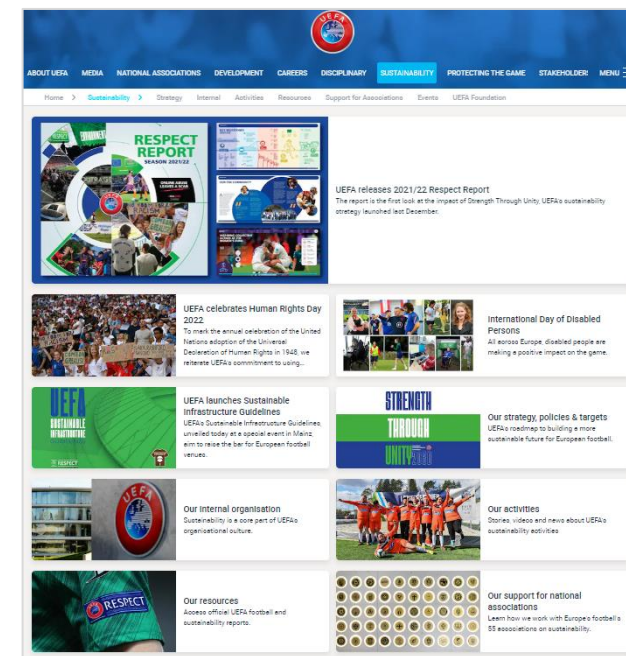 UEFA
ABOUT UEFA MEDIA NATIONAL ASSOCIATIONS DEVELOPMENT CAREERS DISCIPLINARY SUSTAINABILITY PROTECTING THE GAME STAKEHOLDER MENU
Home > Sustainability > Strategy Internal Activities Resources Support for Associations Events UEFA Foundation
RESPECT
REPORT
SEASON 2021/22
UEFA releases 2021/22 Respect Report
The report is the first look at the impact of Strength Through Unity, UEFA's sustainability
strategy launched last December.
UEFA celebrates Human Rights Day
2022
To mark the annual celebration of the United
Nations adoption of the Universal
Declaration of Human Rights in 1948, we
reiterate UEFA's commitment to using...
International Day of Disabled
Persons
All across Europe, disabled people are
making a positive impact on the game.
UEFA
SUSTAINABLE
INFRASTRUCTURE
RESPECT
UEFA launches Sustainable
Infrastructure Guidelines
UEFA's Sustainable Infrastructure Guidelines,
unveiled today at a special event in Mainz,
aim to raise the bar for European football
venues.
STRENGTH
THROUGH
UNITY
Our strategy, policies & targets
UEFA's roadmap to building a more
sustainable future for European football.
UEFA
Our internal organisation
Sustainability is a core part of UEFA's
organisational culture.
Our activities
Stories, videos and news about UEFA's
sustainability activities
RESPECT
Our resources
Access official UEFA football and
sustainability reports.
Our support for national
associations
Learn how we work with Europe's football's
55 associations on sustainability.